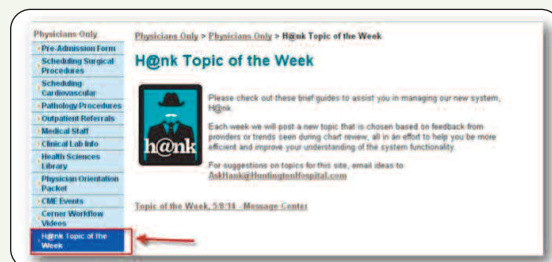 Physicians Only
Pre-Admission Form
Scheduling Surgical
Procedures
Scheduling
Cardiovascular
Pathology Procedures
Outpatient Referrals
Medical Staff
Clinical Lab Info
Health Sciences
Library
Physician Orientation
Packet
CME Events
Cerner Workflow
Videos
H@nk Topic of the
Week
Physicians Only > Physicians Only > H@nk Topic of the Week
H@nk Topic of the Week
h@nk
Please check out these brief guides to assist you in managing our new system,
H@nk.
Each week we will post a new topic that is chosen based on feedback from
providers or trends seen during chart review, all in an effort to help you be more
efficient and improve your understanding of the system functionality.
For suggestions on topics for this site, email ideas to
AskHank@HuntingtonHospital.com
Topic of the Week, 5/8/14 - Message Center